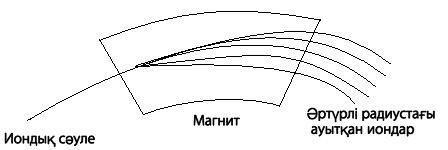 Иондық сәуле
Магнит
Әртүрлі радиустағы
ауытқан иондар